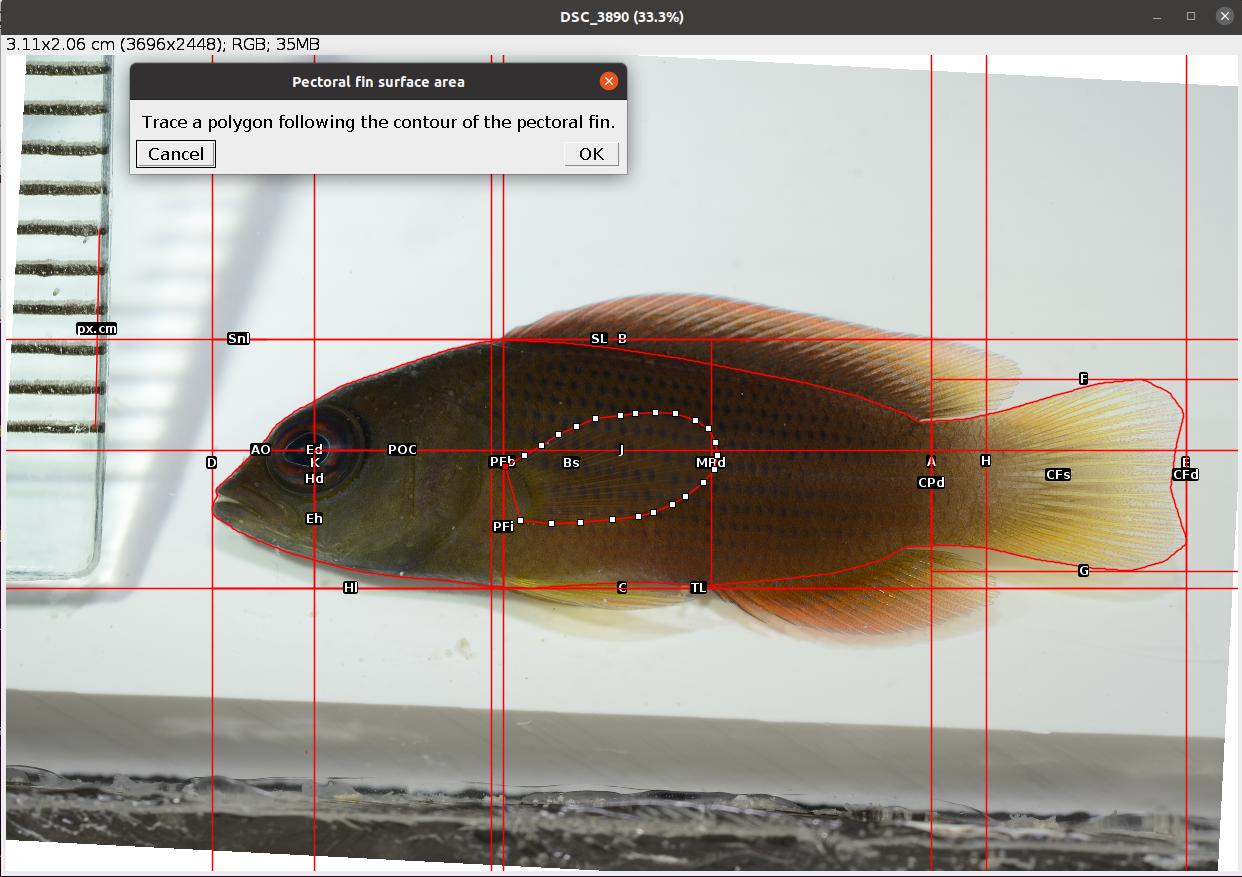 DSC_3890 (33.3%)
3.11x2.06 cm (3696x2448); RGB; 35MB
Pectoral fin surface area
Trace a polygon following the contour of the pectoral fin.
Cancel OK
px.cm
Snl SL B
F
AO Ed POC J
D K PFb Bs MBd A H E
Hd CPd CFs CFd
Eh PFi
G
Hl C TL